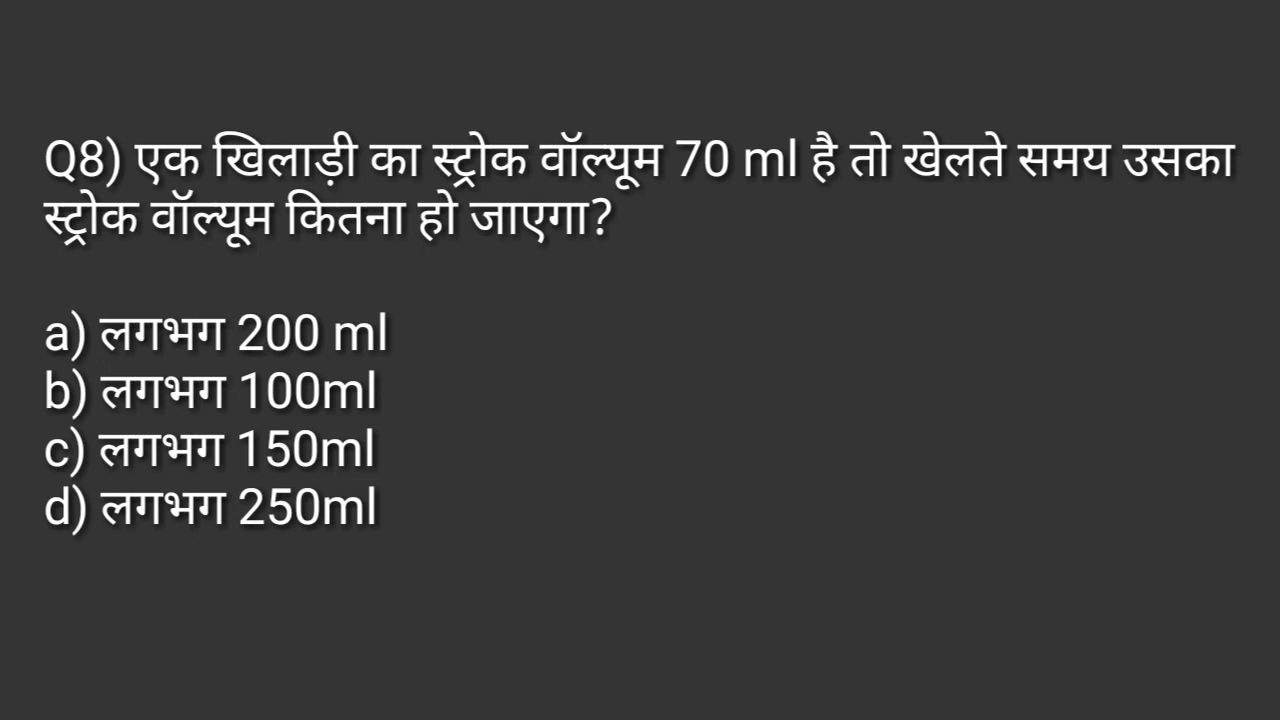 Q8) एक खिलाड़ी का स्ट्रोक वॉल्यूम 70 ml है तो खेलते समय उसका
स्ट्रोक वॉल्यूम कितना हो जाएगा?
a) लगभग 200 ml
b) लगभग 100ml
c) लगभग 150ml
d) लगभग 250ml